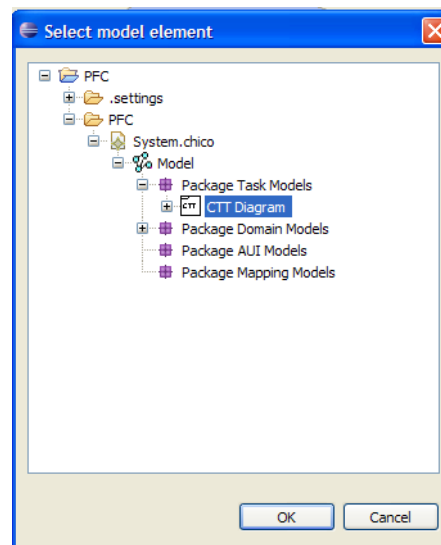 Select model element
PFC
.settings
PFC
System.chico
Model
Package Task Models
CTT Diagram
Package Domain Models
Package AUI Models
Package Mapping Models
OK Cancel